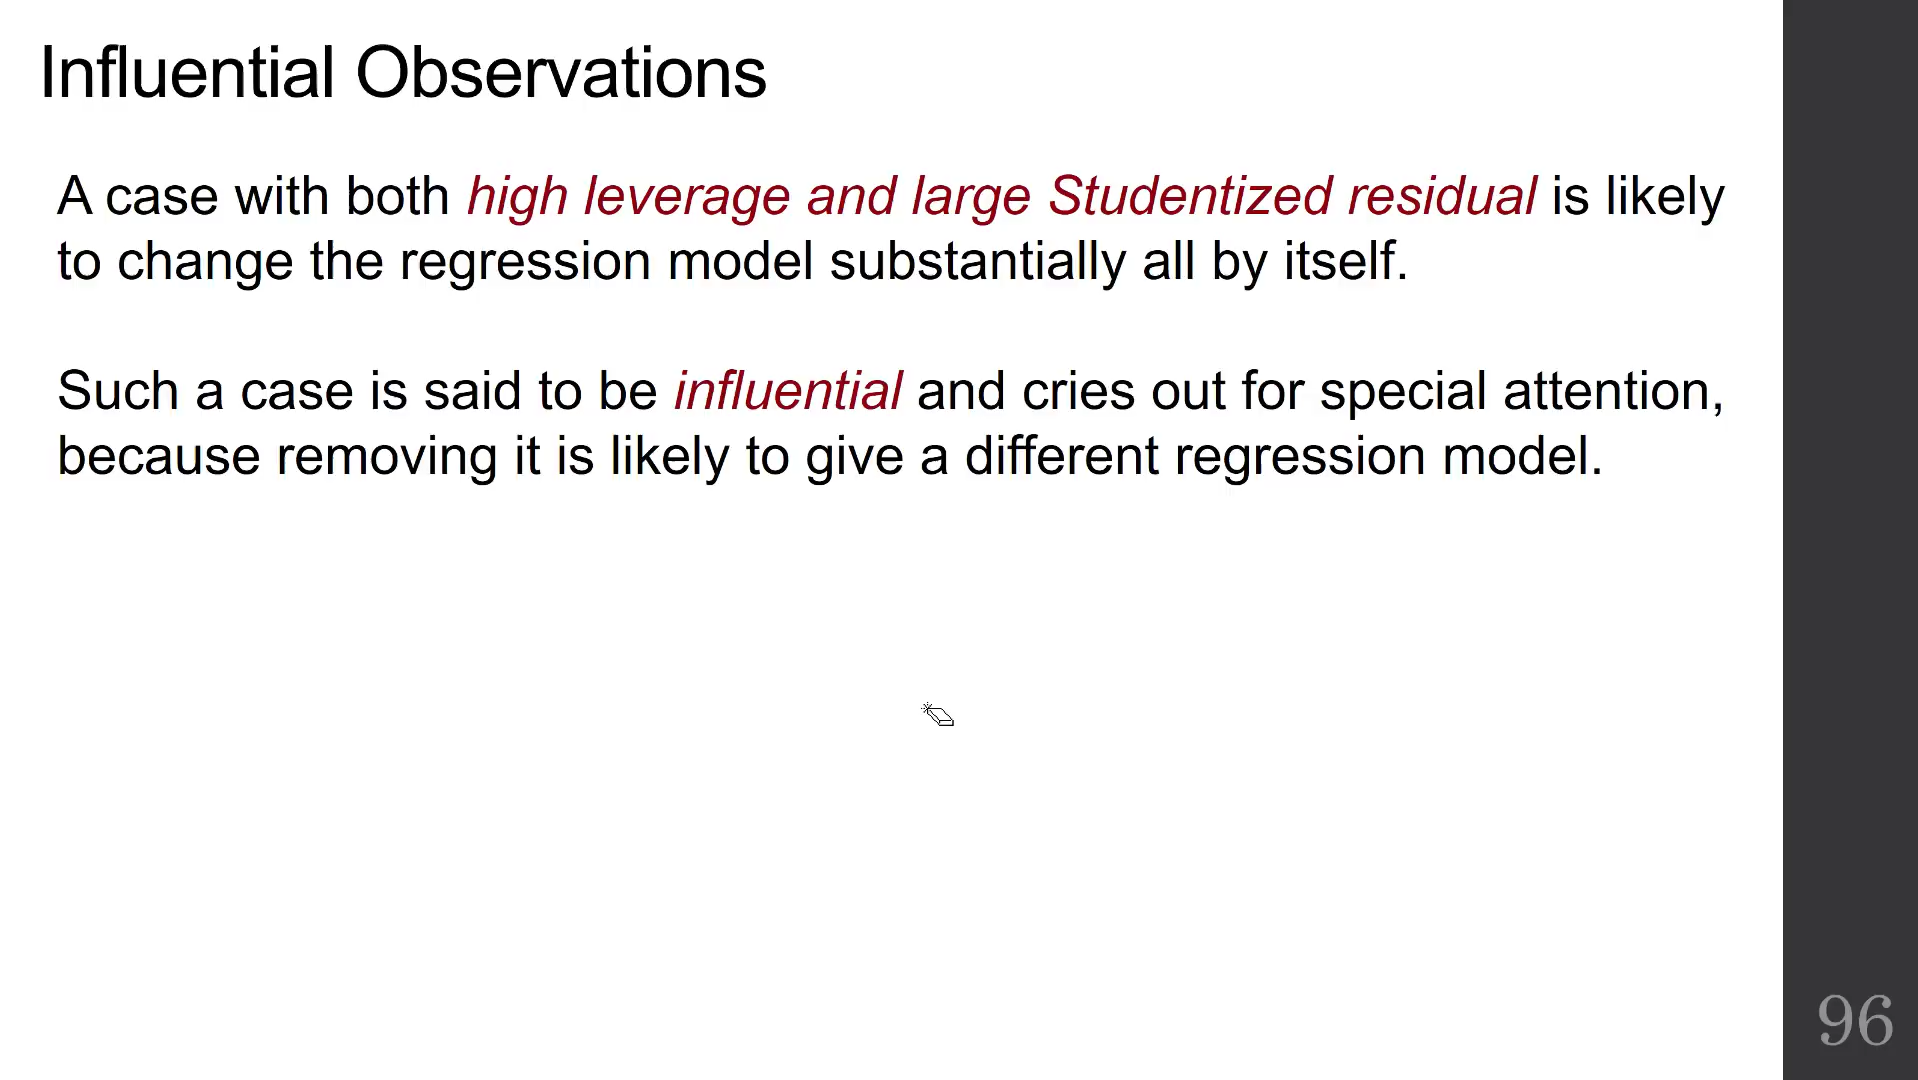 Influential Observations
A case with both high leverage and large Studentized residual is likely
to change the regression model substantially all by itself.
Such a case is said to be influential and cries out for special attention,
because removing it is likely to give a different regression model.
96